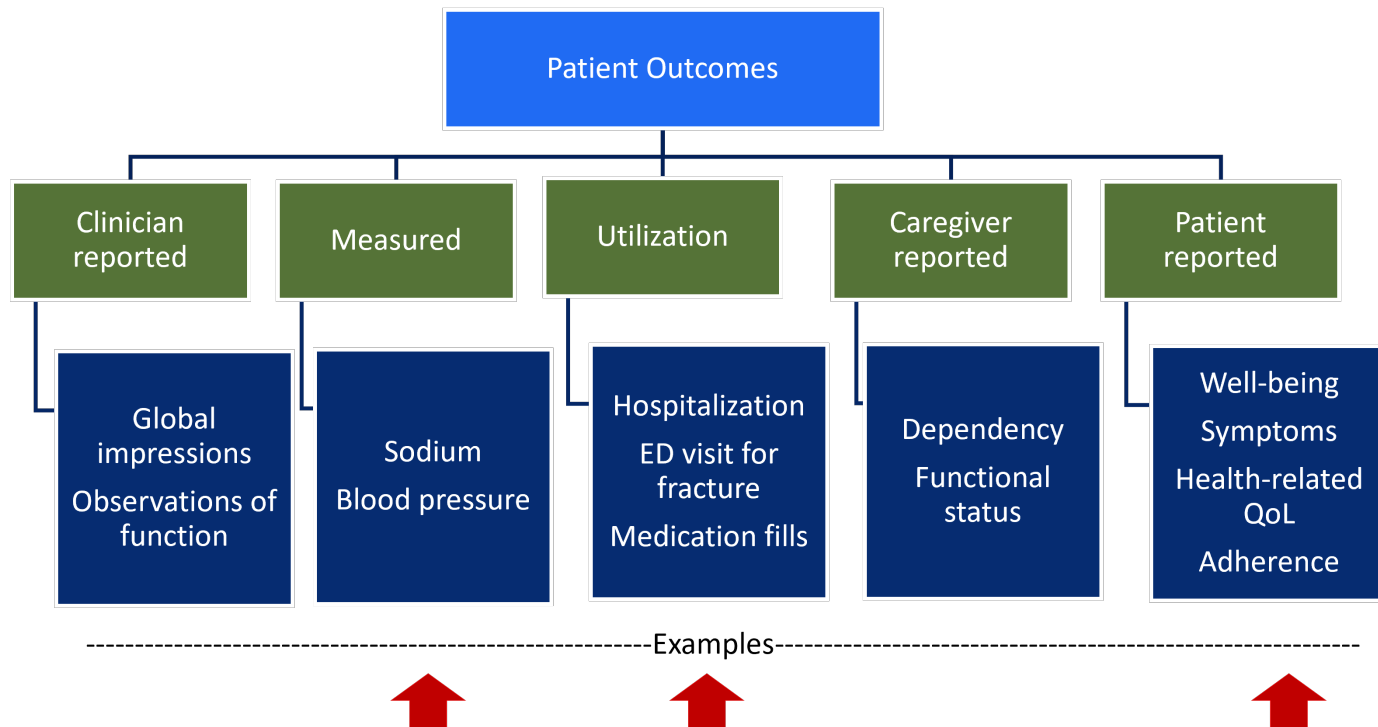 Patient Outcomes
Clinician
reported
Measured
Utilization
Caregiver
reported
Patient
reported
Global
impressions
Observations of
function
Sodium
Blood pressure
Hospitalization
ED visit for
fracture
Medication fills
Dependency
Functional
status
Well-being
Symptoms
Health-related
QoL
Adherence
Examples